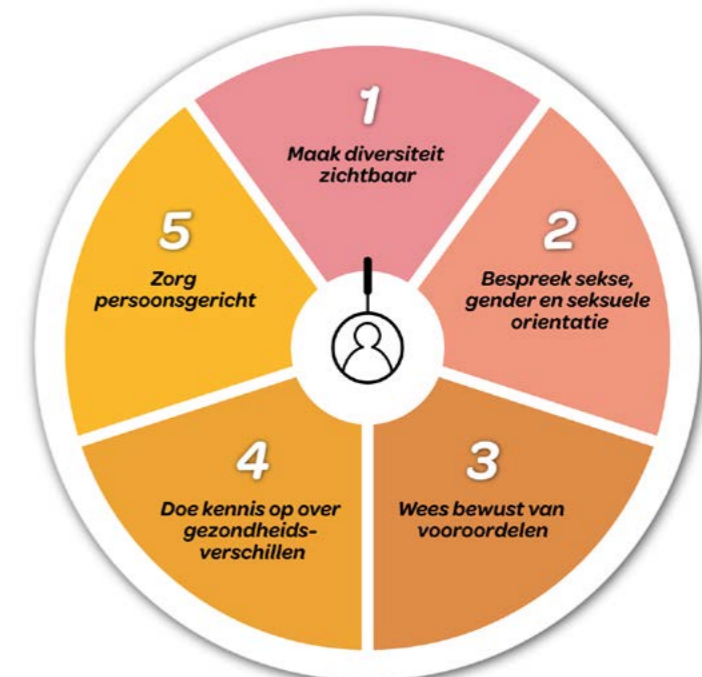 1
Maak diversiteit
zichtbaar
2
Bespreek sekse,
gender en seksuele
orientatie
3
Wees bewust van
vooroordelen
4
Doe kennis op over
gezondheids-
verschillen
5
Zorg
persoonsgericht